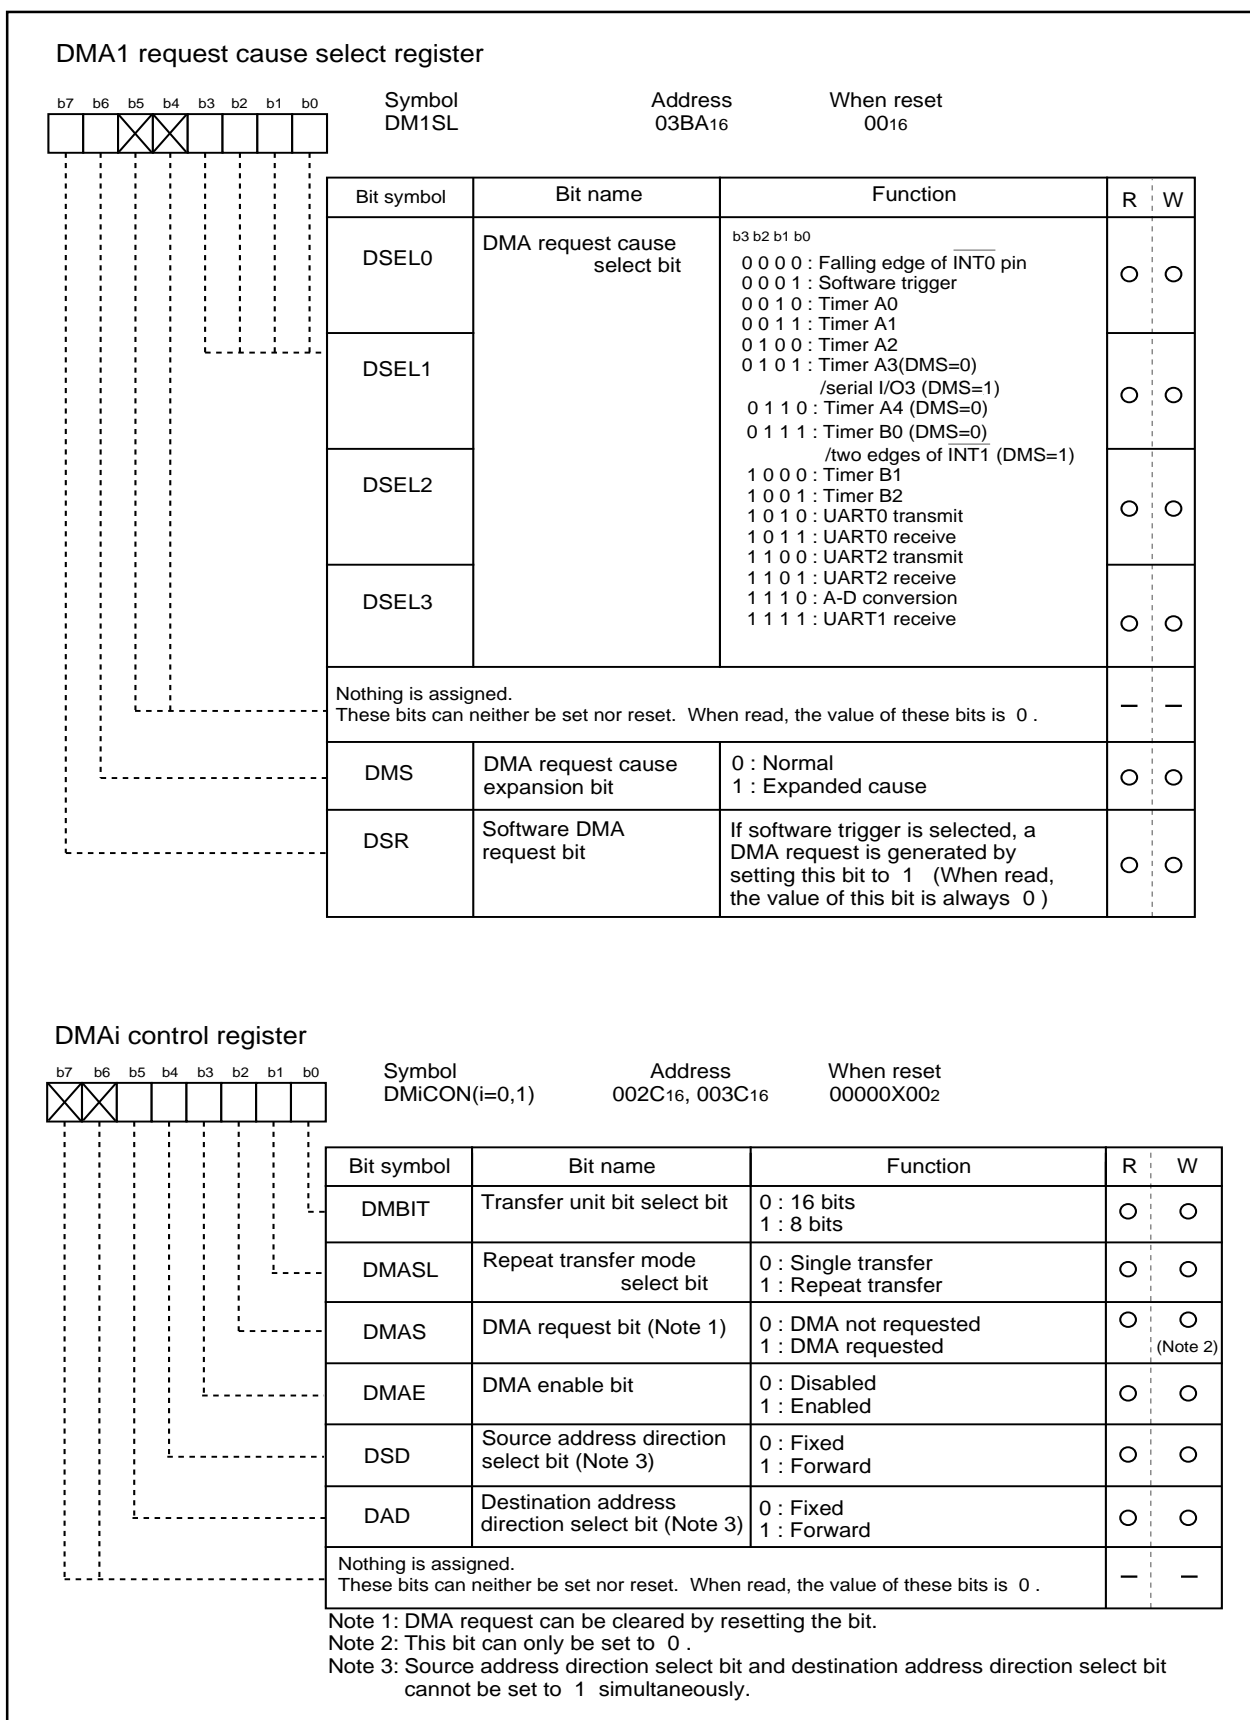 DMA1 request cause select register
b7 b6 b5 b4 b3 b2 b1 b0
Symbol Address When reset
DM1SL 03BA16 0016
Bit symbol Bit name Function R W
DSEL0 DMA request cause select bit
b3 b2 b1 b0
0 0 0 0 : Falling edge of INT0 pin
0 0 0 1 : Software trigger
0 0 1 0 : Timer A0
0 0 1 1 : Timer A1
0 1 0 0 : Timer A2
0 1 0 1 : Timer A3(DMS=0)
/serial I/O3 (DMS=1)
0 1 1 0 : Timer A4 (DMS=0)
0 1 1 1 : Timer B0 (DMS=0)
/two edges of INT1 (DMS=1)
1 0 0 0 : Timer B1
1 0 0 1 : Timer B2
1 0 1 0 : UART0 transmit
1 0 1 1 : UART0 receive
1 1 0 0 : UART2 transmit
1 1 0 1 : UART2 receive
1 1 1 0 : A-D conversion
1 1 1 1 : UART1 receive
DSEL1
DSEL2
DSEL3
Nothing is assigned.
These bits can neither be set nor reset. When read, the value of these bits is 0 .
DMS DMA request cause expansion bit
0 : Normal
1 : Expanded cause
DSR Software DMA request bit
If software trigger is selected, a
DMA request is generated by
setting this bit to 1 (When read,
the value of this bit is always 0 )
DMAi control register
b7 b6 b5 b4 b3 b2 b1 b0
Symbol Address When reset
DMiCON(i=0,1) 002C16, 003C16 00000X002
Bit symbol Bit name Function R W
DMBIT Transfer unit bit select bit
0 : 16 bits
1 : 8 bits
DMASL Repeat transfer mode select bit
0 : Single transfer
1 : Repeat transfer
DMAS DMA request bit (Note 1)
0 : DMA not requested
1 : DMA requested
(Note 2)
DMAE DMA enable bit
0 : Disabled
1 : Enabled
DSD Source address direction select bit (Note 3)
0 : Fixed
1 : Forward
DAD Destination address direction select bit (Note 3)
0 : Fixed
1 : Forward
Nothing is assigned.
These bits can neither be set nor reset. When read, the value of these bits is 0 .
Note 1: DMA request can be cleared by resetting the bit.
Note 2: This bit can only be set to 0 .
Note 3: Source address direction select bit and destination address direction select bit
cannot be set to 1 simultaneously.